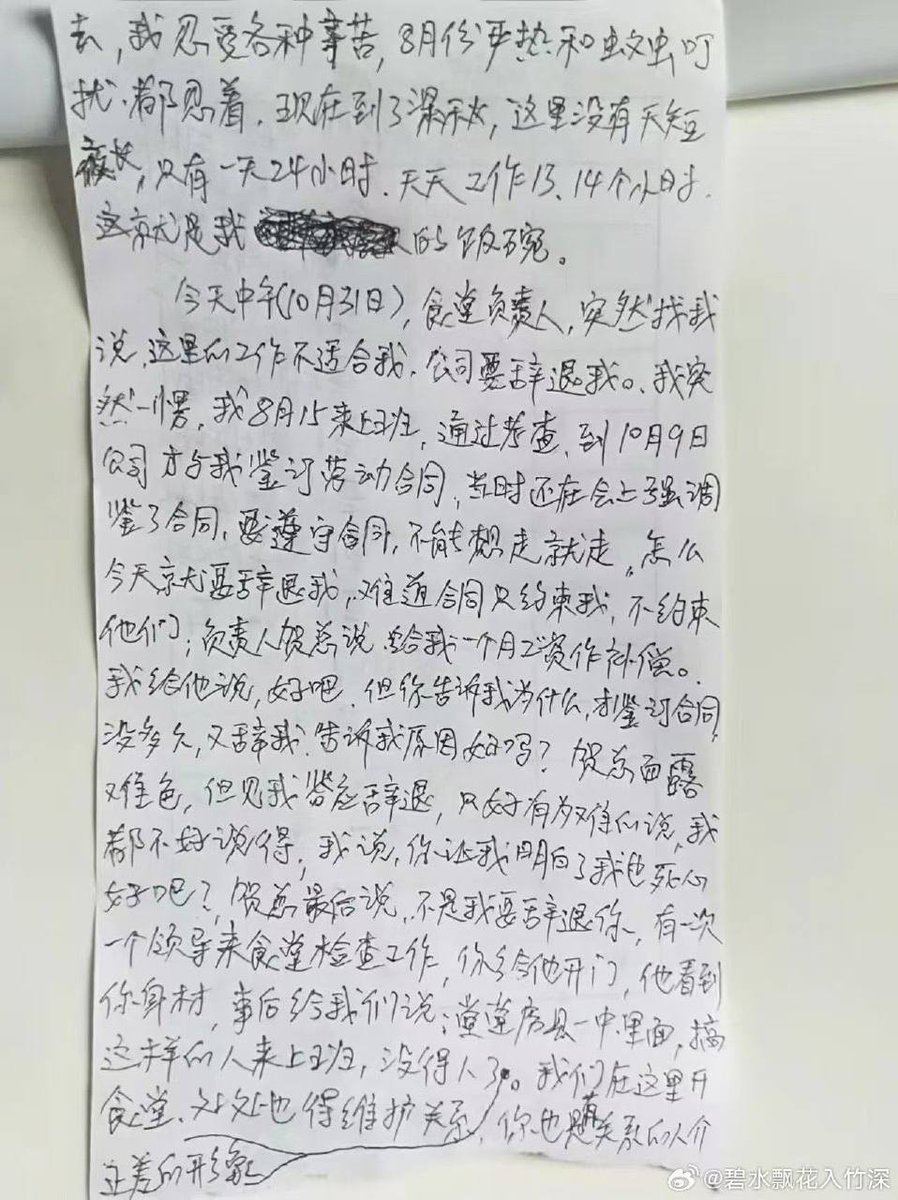 去，我忍受各种辛苦，8月份严热和蚊虫叮
扰.都忍着.现在到了深秋，这里没有天短
夜长，只有一天24小时.天天工作13、14个小时.
这就是我的饭碗。
今天中午(10月31日)，食堂负责人，突然找我
说，这里的工作不适合我.公司要辞退我。.我突
然一愣，我8月15来上班，通过考查，到10月9日
公司才与我鉴订劳动合同，当时还在会上强调
鉴了合同，要遵守合同，不能想走就走，怎么
今天就要辞退我，难道合同只约束我，不约束
他们；负责人贺总说给我一个月工资作补偿。
我给他说，好吧.但你告诉我为什么，才鉴订合同，
没多久，又辞我.告诉我原因好吗？贺总面露
难色，但见我答应辞退，只好有为难的说，我
都不好说得，我说，你让我明白了我也死心
好吧？，贺总最后说，不是我要辞退你，有一次
一个领导来食堂检查工作，你给他开门，他看到
你身材，事后给我们说；堂堂房县一中里面，搞
这样的人来上班，没得人了。我们在这里开
食堂、处处也得维护关系，你也是有关系的人介
正差的形象
@碧水飘花入竹深